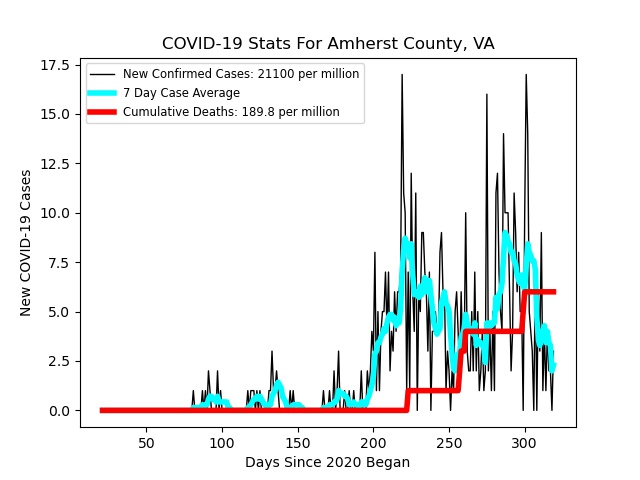 COVID-19 Stats For Amherst County, VA
New Confirmed Cases: 21100 per million
7 Day Case Average
Cumulative Deaths: 189.8 per million
New COVID-19 Cases
17.5
15.0
12.5
10.0
7.5
5.0
2.5
0.0
50 100 150 200 250 300
Days Since 2020 Began